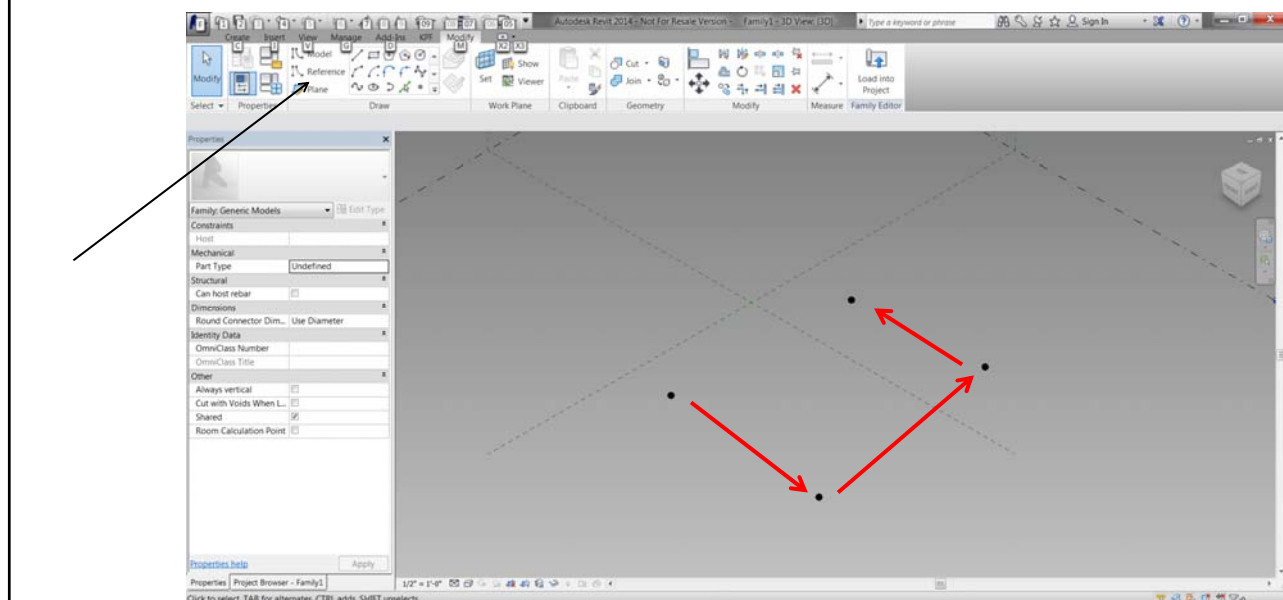 Autodesk Revit 2014 - Not For Resale Version - Family1 - 3D View: {3D}
Type a keyword or phrase
Sign In
Create Insert View Manage Add-Ins KPF Modify
Model
Reference
Plane
Modify
Set
Show
Viewer
Paste
Cut
Join
Load into
Project
Select Properties Draw Work Plane Clipboard Geometry Modify Measure Family Editor
Properties
Family: Generic Models
Edit Type
Constraints
Host
Mechanical
Part Type Undefined
Structural
Can host rebar
Dimensions
Round Connector Dim... Use Diameter
Identity Data
OmniClass Number
OmniClass Title
Other
Always vertical
Cut with Voids When L...
Shared
Room Calculation Point
Properties help
Apply
Properties Project Browser - Family1
1/2" = 1'-0"
Click to select, TAB for alternates, CTRL adds, SHIFT unselects.